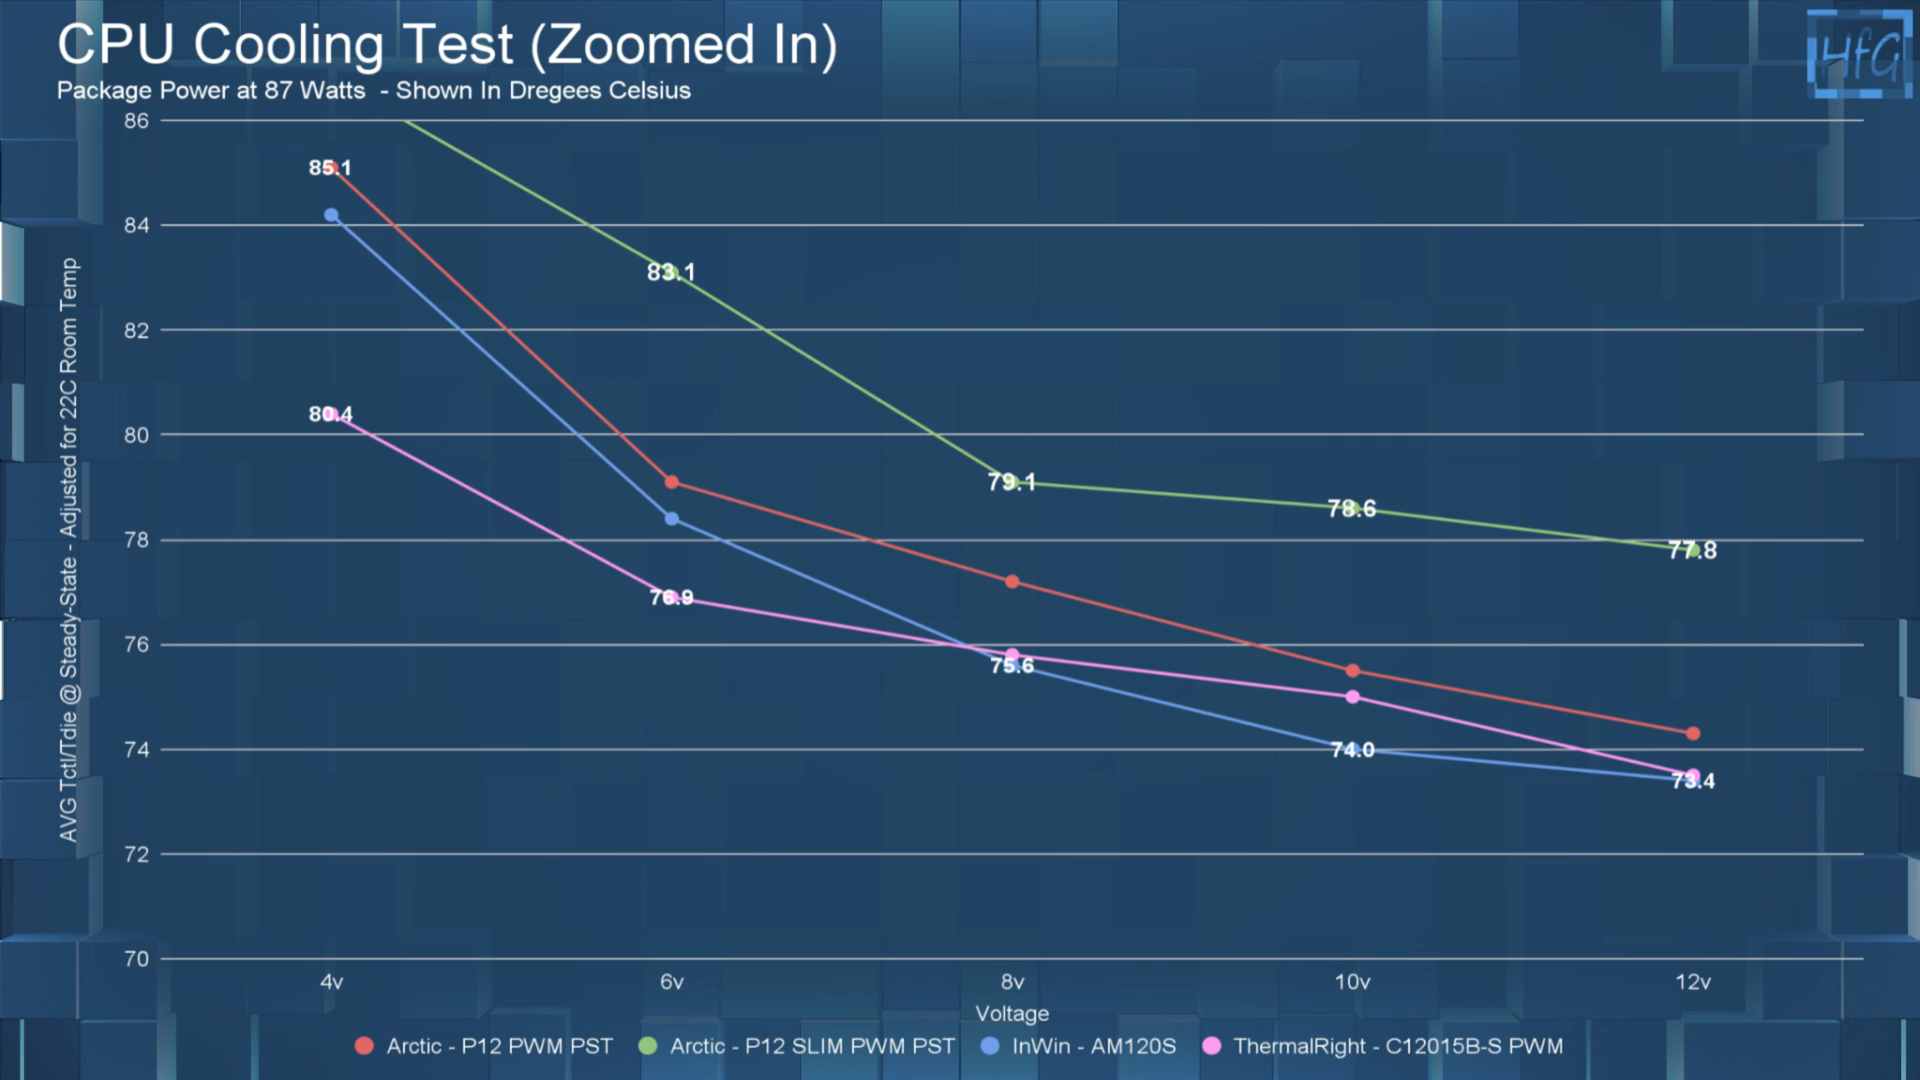 CPU Cooling Test (Zoomed In)
Package Power at 87 Watts - Shown In Dregees Celsius
HfG
AVG Tctl/Tdie @ Steady-State - Adjusted for 22C Room Temp
86
84
82
80
78
76
74
72
70
85.1
83.1
80.4
79.1
78.6
77.8
76.9
75.6
74.0
73.4
4v
6v
8v
10v
12v
Voltage
Arctic - P12 PWM PST
Arctic - P12 SLIM PWM PST
InWin - AM120S
ThermalRight - C12015B-S PWM